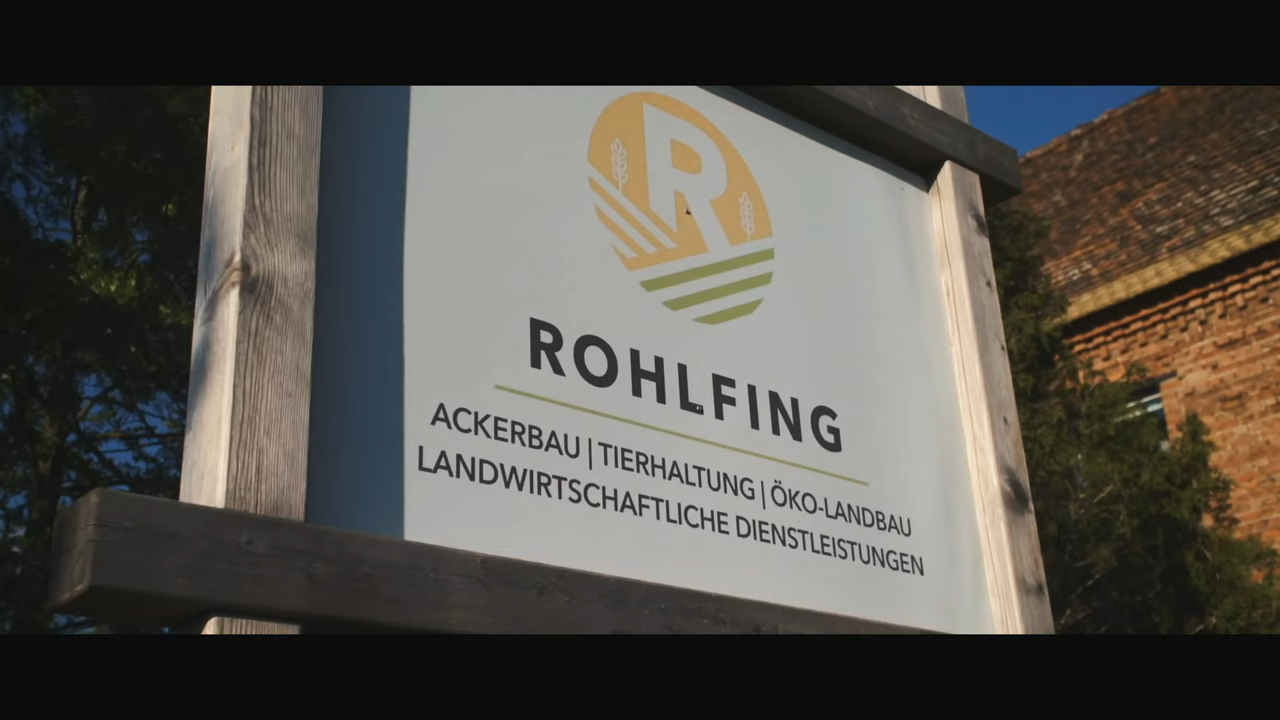 R
ROHLFING
ACKERBAU | TIERHALTUNG | ÖKO-LANDBAU
LANDWIRTSCHAFTLICHE DIENSTLEISTUNGEN